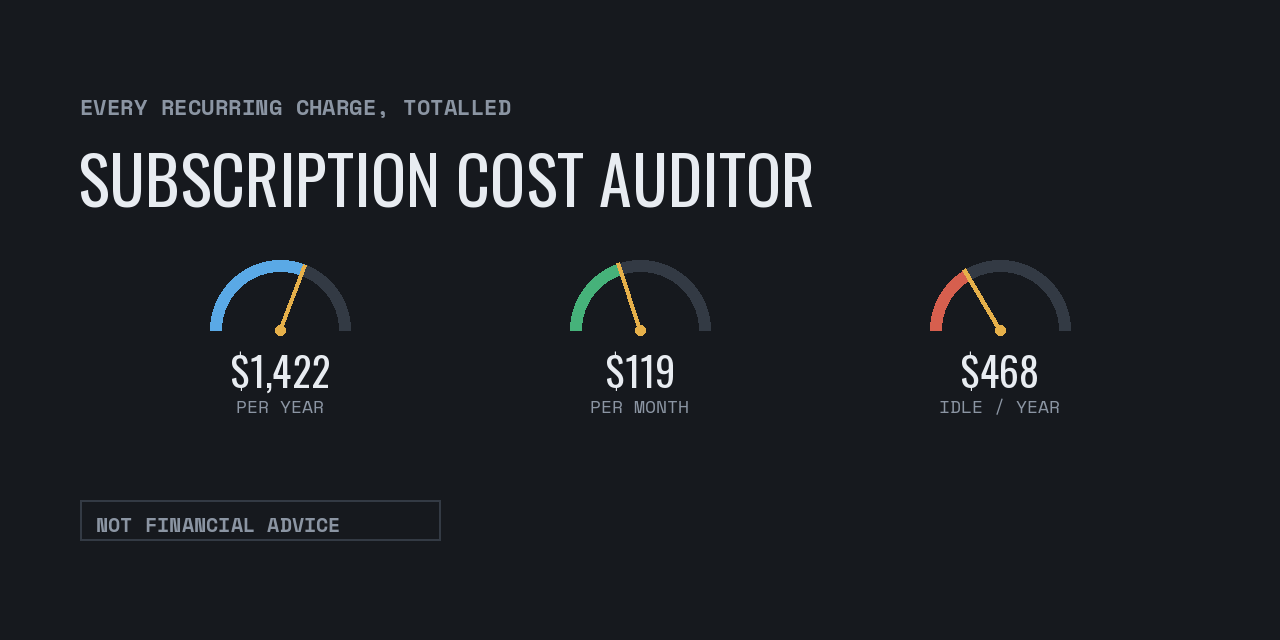 EVERY RECURRING CHARGE, TOTALLED
SUBSCRIPTION COST AUDITOR
$1,422 $119 $468
PER YEAR PER MONTH IDLE / YEAR
NOT FINANCIAL ADVICE